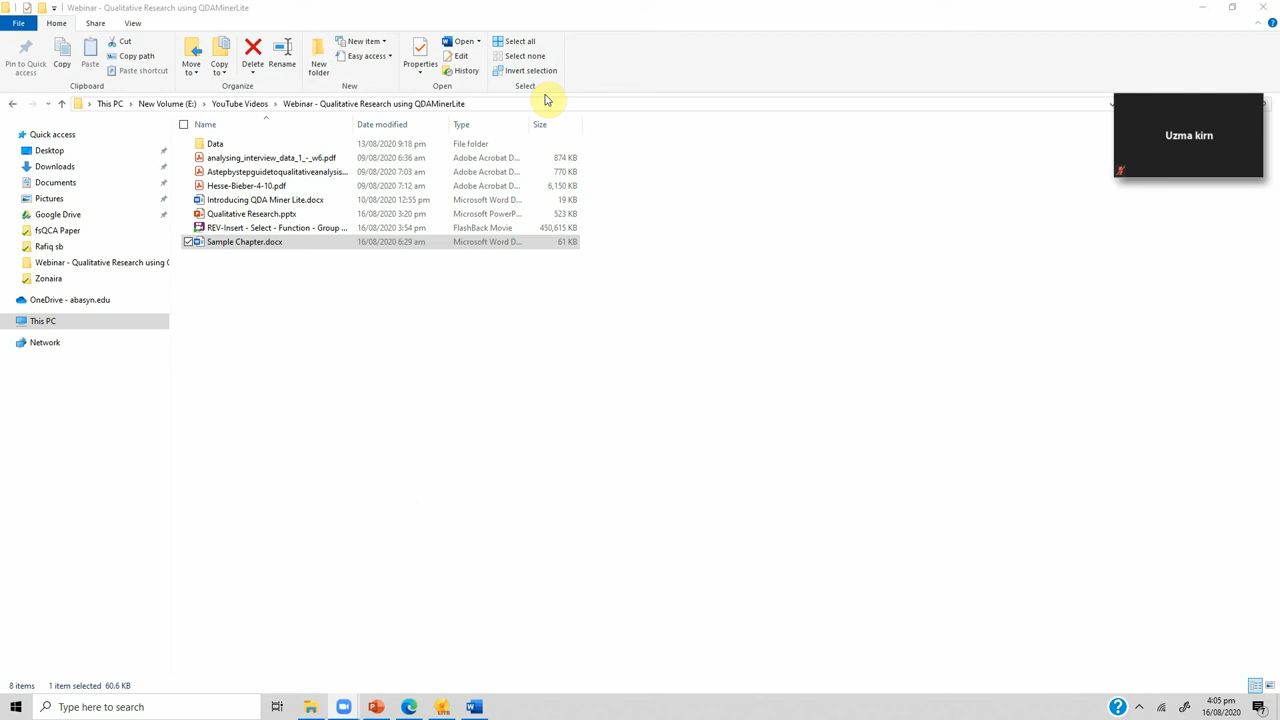 Webinar - Qualitative Research using QDAMinerLite
File Home Share View
Pin to Quick access
Copy
Paste
Cut
Copy path
Paste shortcut
Clipboard
Move to
Copy to
Delete
Rename
Organize
New folder
New item
Easy access
New
Properties
Open
Edit
History
Open
Select all
Select none
Invert selection
Select
This PC New Volume (E:) YouTube Videos Webinar - Qualitative Research using QDAMinerLite
Name Date modified Type Size
Data 13/08/2020 9:18 pm File folder
analysing_interview_data_1_-_w6.pdf 09/08/2020 6:36 am Adobe Acrobat D... 874 KB
Astepbystepguidetoqualitativeanalysis... 09/08/2020 7:03 am Adobe Acrobat D... 770 KB
Hesse-Bieber-4-10.pdf 09/08/2020 7:12 am Adobe Acrobat D... 6,150 KB
Introducing QDA Miner Lite.docx 10/08/2020 12:55 pm Microsoft Word D... 19 KB
Qualitative Research.pptx 16/08/2020 3:20 pm Microsoft PowerP... 523 KB
REV-Insert - Select - Function - Group ... 16/08/2020 3:54 pm FlashBack Movie 450,615 KB
Sample Chapter.docx 16/08/2020 6:29 am Microsoft Word D... 61 KB
Quick access
Desktop
Downloads
Documents
Pictures
Google Drive
fsQCA Paper
Rafiq sb
Webinar - Qualitative Research using Q
Zonaira
OneDrive - abasyn.edu
This PC
Network
Uzma kirn
8 items 1 item selected 60.6 KB
Type here to search
LITE
4:05 pm
16/08/2020